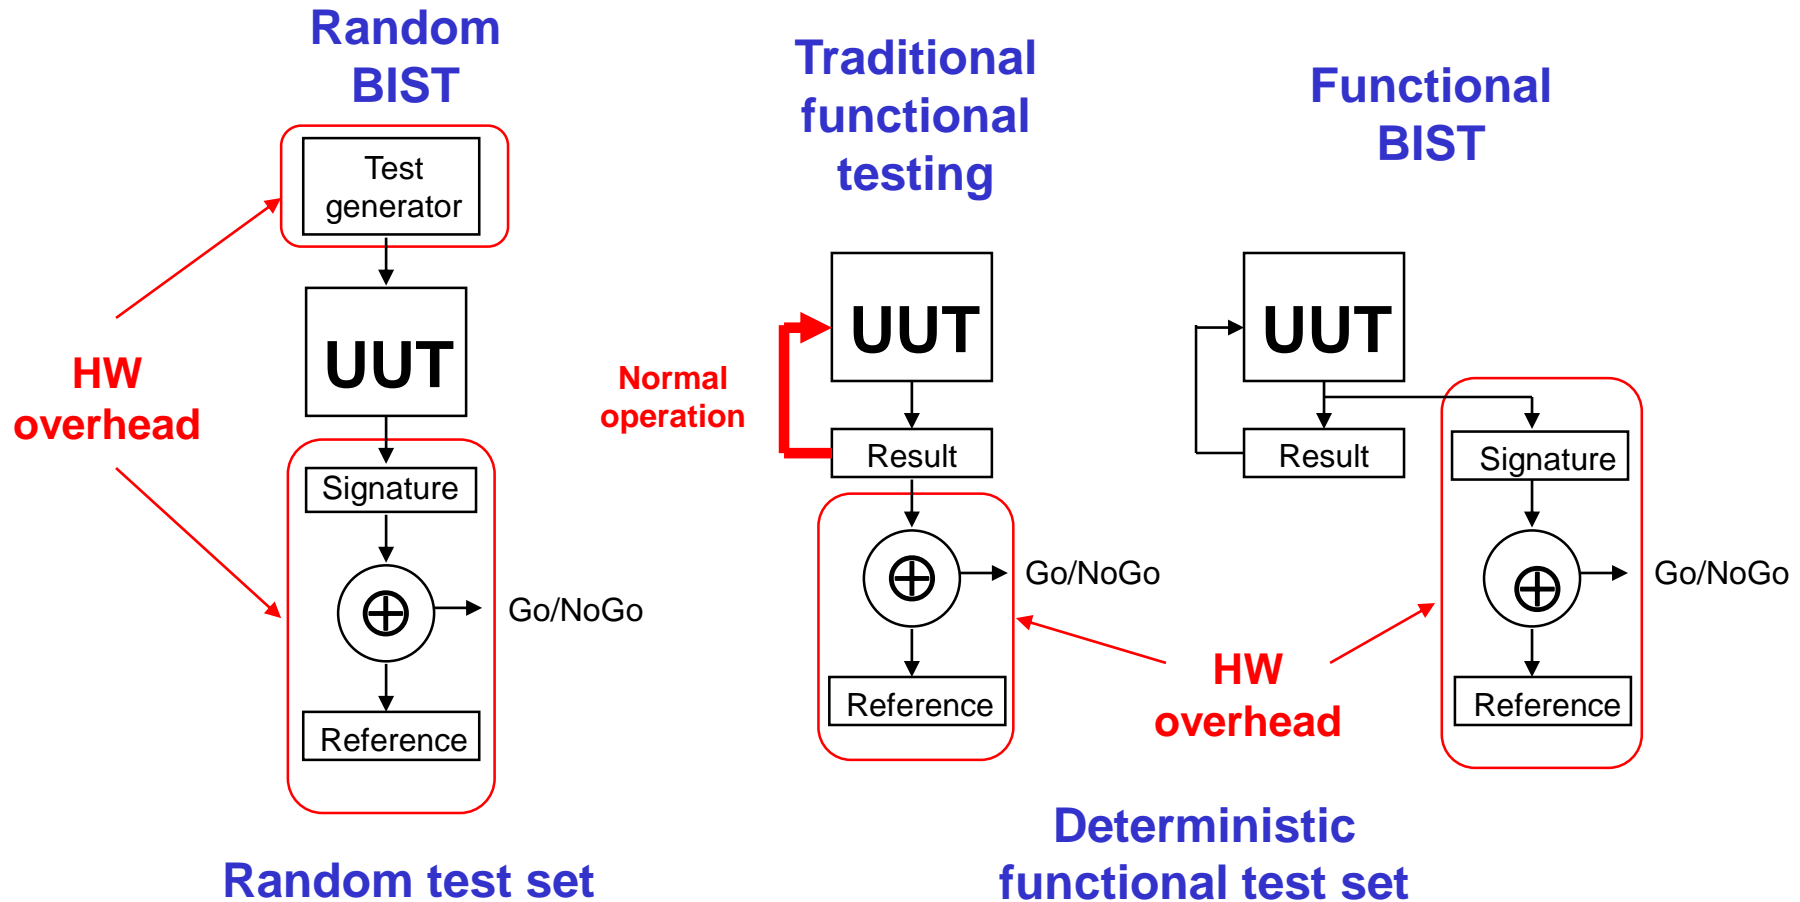 Random
BIST
Test
generator
UUT
HW
overhead
Signature
⊕
Go/NoGo
Reference
Random test set
Traditional
functional
testing
UUT
Normal
operation
Result
⊕
Go/NoGo
Reference
Functional
BIST
UUT
Result
Signature
⊕
Go/NoGo
Reference
HW
overhead
Deterministic
functional test set